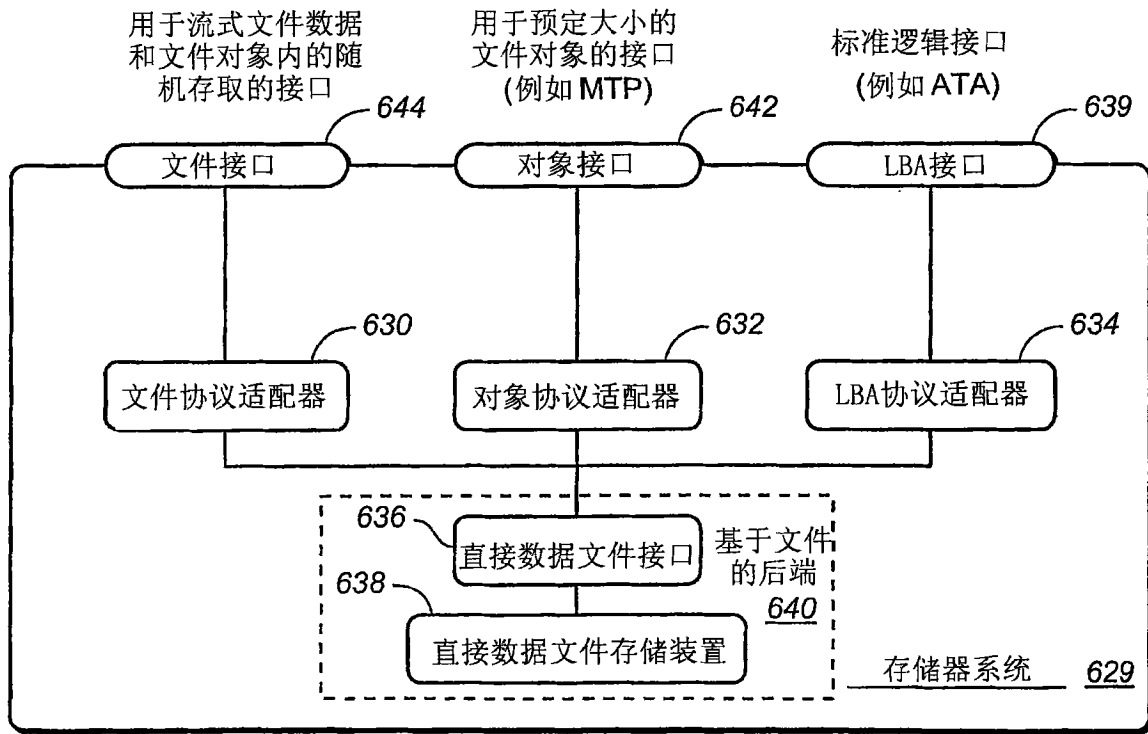 用于流式文件数据
和文件对象内的随
机存取的接口
用于预定大小的
文件对象的接口
(例如MTP)
标准逻辑接口
(例如ATA)
644
642
639
文件接口
对象接口
LBA接口
630
632
634
文件协议适配器
对象协议适配器
LBA协议适配器
636
直接数据文件接口
基于文件
的后端
640
638
直接数据文件存储装置
存储器系统 629